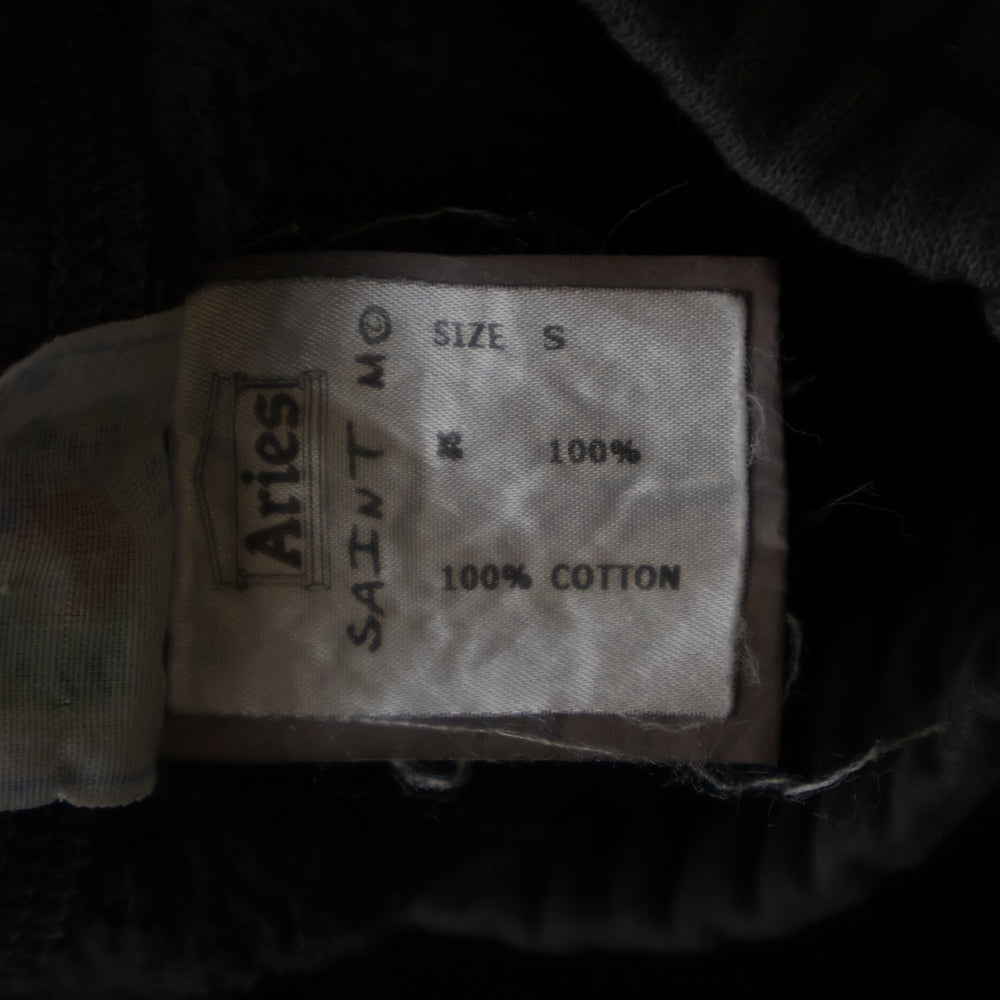 Aries
SAINT M©
SIZE S
※ 100%
100% COTTON